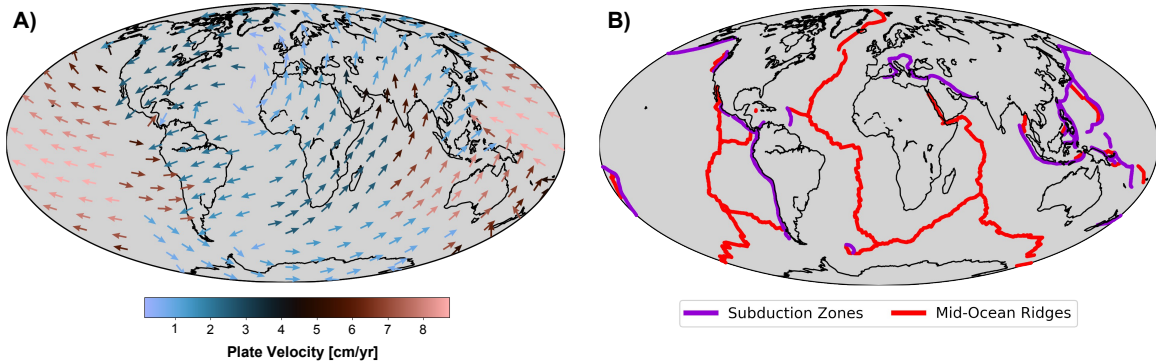 A)
B)
1 2 3 4 5 6 7 8
Plate Velocity [cm/yr]
Subduction Zones Mid-Ocean Ridges